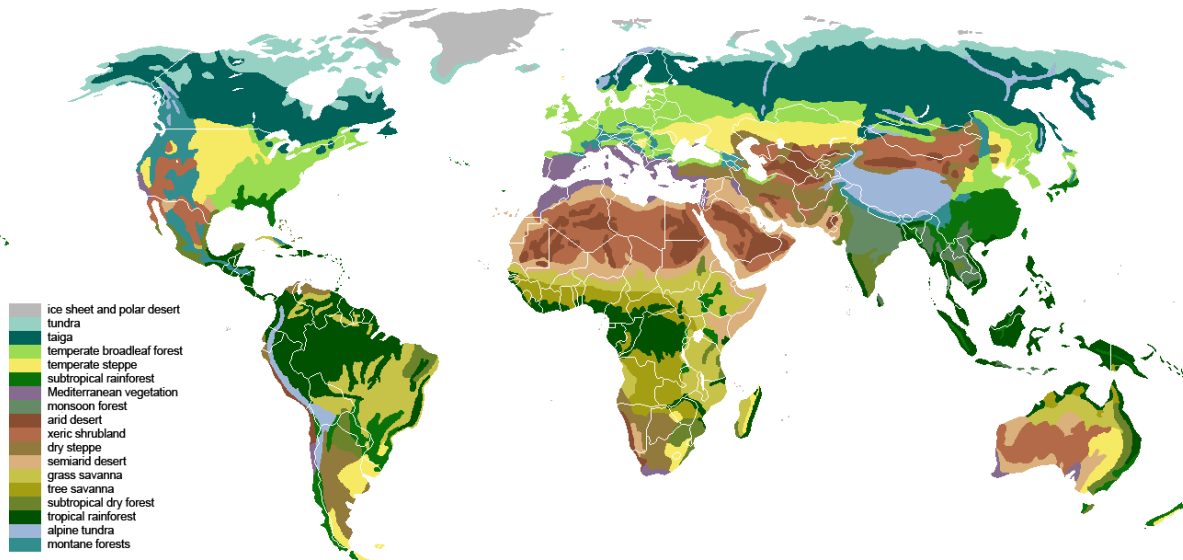 ice sheet and polar desert
tundra
taiga
temperate broadleaf forest
temperate steppe
subtropical rainforest
Mediterranean vegetation
monsoon forest
arid desert
xeric shrubland
dry steppe
semiarid desert
grass savanna
tree savanna
subtropical dry forest
tropical rainforest
alpine tundra
montane forests